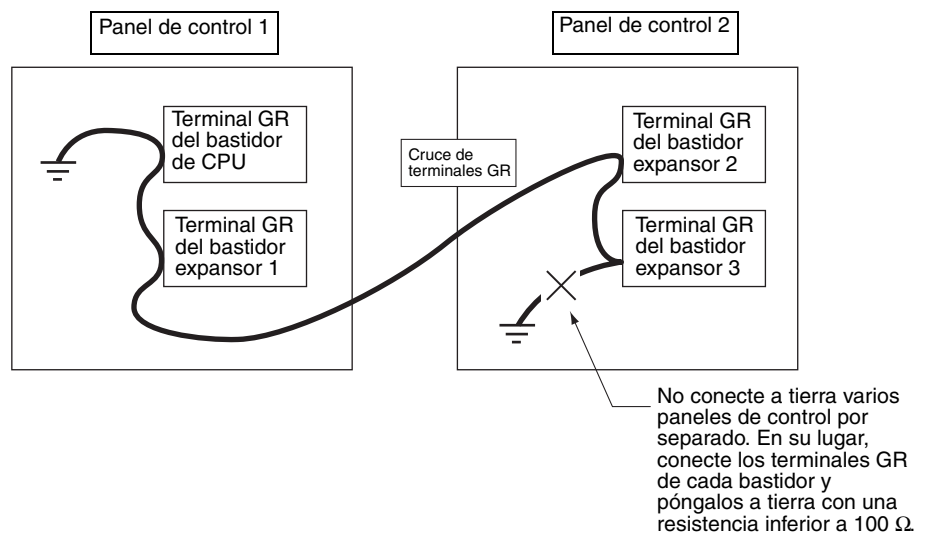 Panel de control 1
Panel de control 2
Terminal GR
del bastidor
de CPU
Terminal GR
del bastidor
expansor 1
Cruce de
terminales GR
Terminal GR
del bastidor
expansor 2
Terminal GR
del bastidor
expansor 3
No conecte a tierra varios
paneles de control por
separado. En su lugar,
conecte los terminales GR
de cada bastidor y
póngalos a tierra con una
resistencia inferior a 100 Ω.